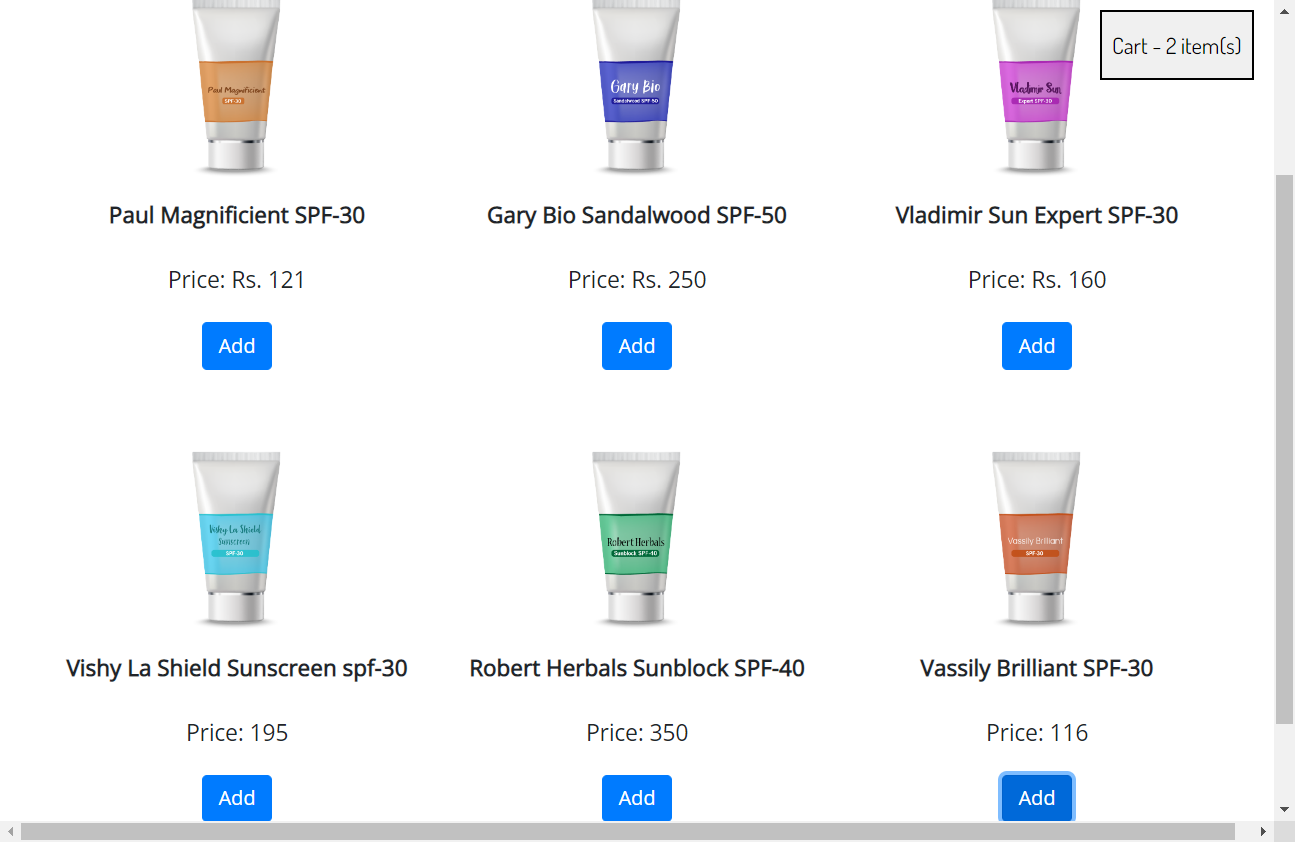 Cart - 2 item(s)
Paul Magnificient
SPF-30
Gary Bio
Sandalwood SPF-50
Vladimir Sun
Expert SPF-30
Paul Magnificient SPF-30
Gary Bio Sandalwood SPF-50
Vladimir Sun Expert SPF-30
Price: Rs. 121
Price: Rs. 250
Price: Rs. 160
Add
Add
Add
Vishy La Shield
Sunscreen
SPF-30
Robert Herbals
Sunblock SPF-40
Vassily Brilliant
SPF-30
Vishy La Shield Sunscreen spf-30
Robert Herbals Sunblock SPF-40
Vassily Brilliant SPF-30
Price: 195
Price: 350
Price: 116
Add
Add
Add